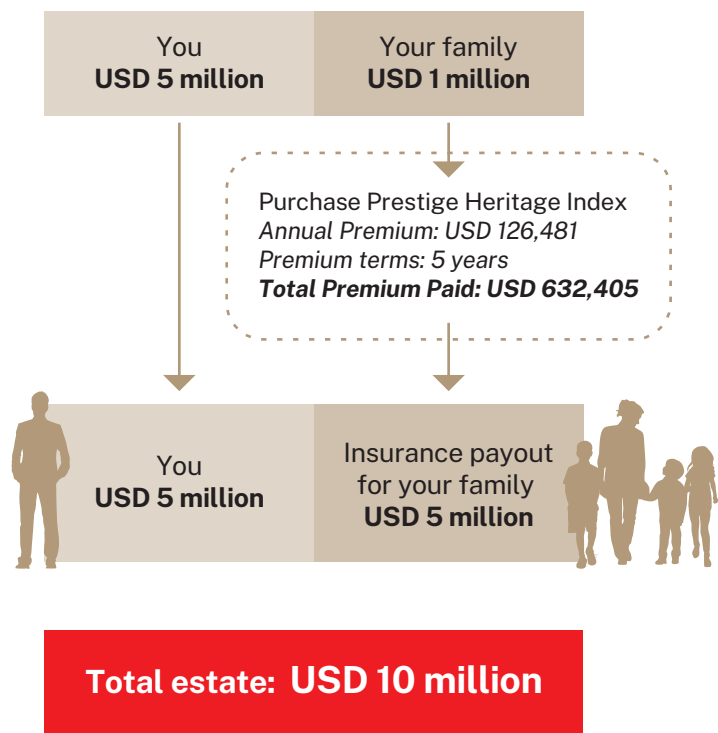 You
USD 5 million
Your family
USD 1 million
Purchase Prestige Heritage Index
Annual Premium: USD 126,481
Premium terms: 5 years
Total Premium Paid: USD 632,405
You
USD 5 million
Insurance payout
for your family
USD 5 million
Total estate: USD 10 million